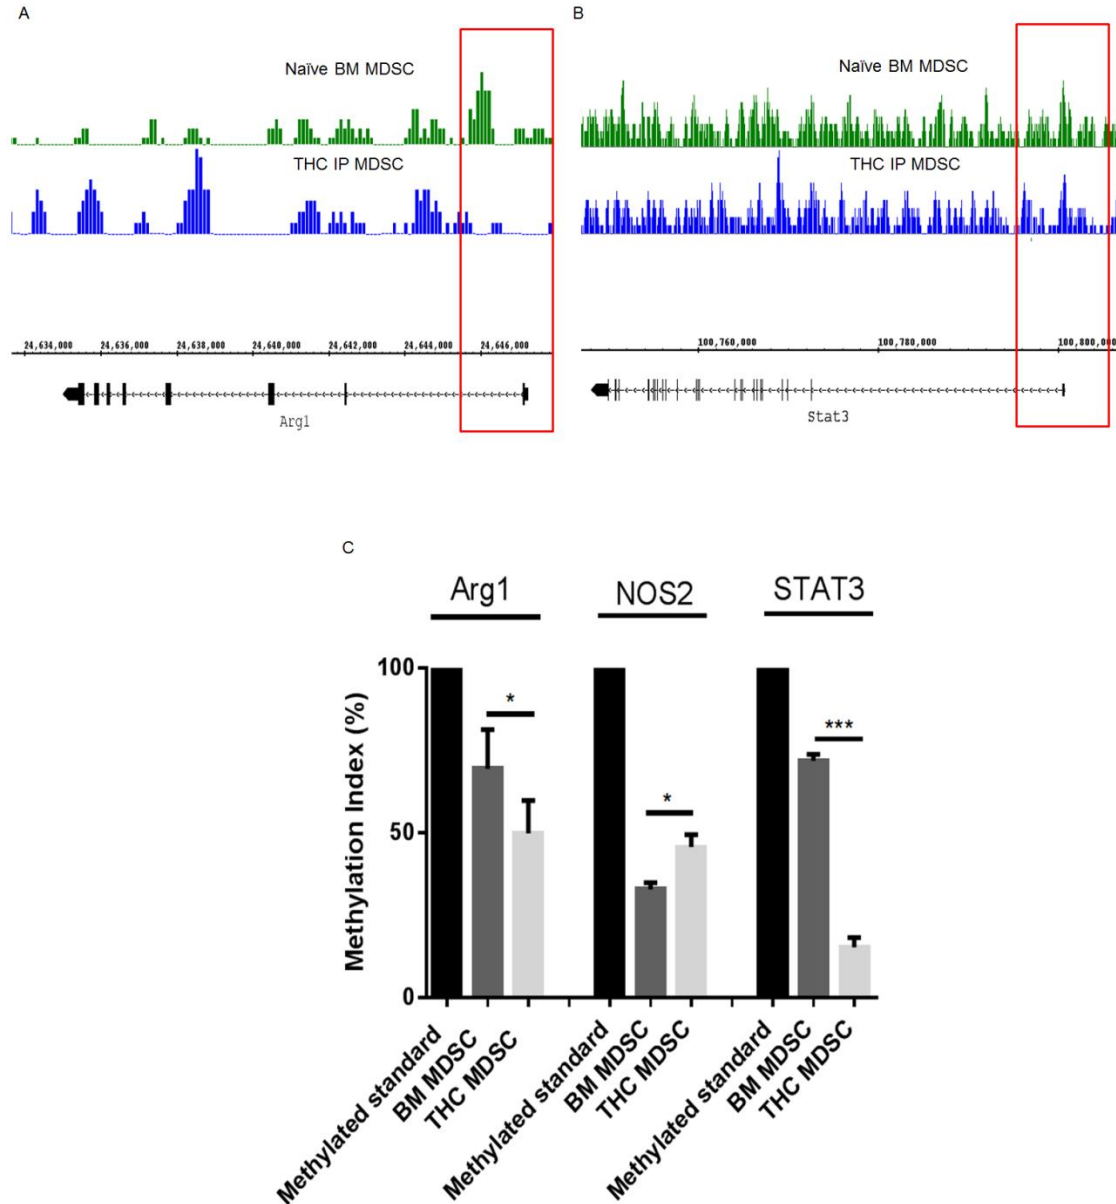 A
B
Naïve BM MDSC
Naïve BM MDSC
THC IP MDSC
THC IP MDSC
24,634,000 24,636,000 24,638,000 24,640,000 24,642,000 24,644,000 24,646,000
100,760,000 100,780,000 100,800,000
Arg1
Stat3
C
Arg1 NOS2 STAT3
Methylation Index (%)
100
50
0
*
*
***
Methylated standard
BM MDSC
THC MDSC
Methylated standard
BM MDSC
THC MDSC
Methylated standard
BM MDSC
THC MDSC